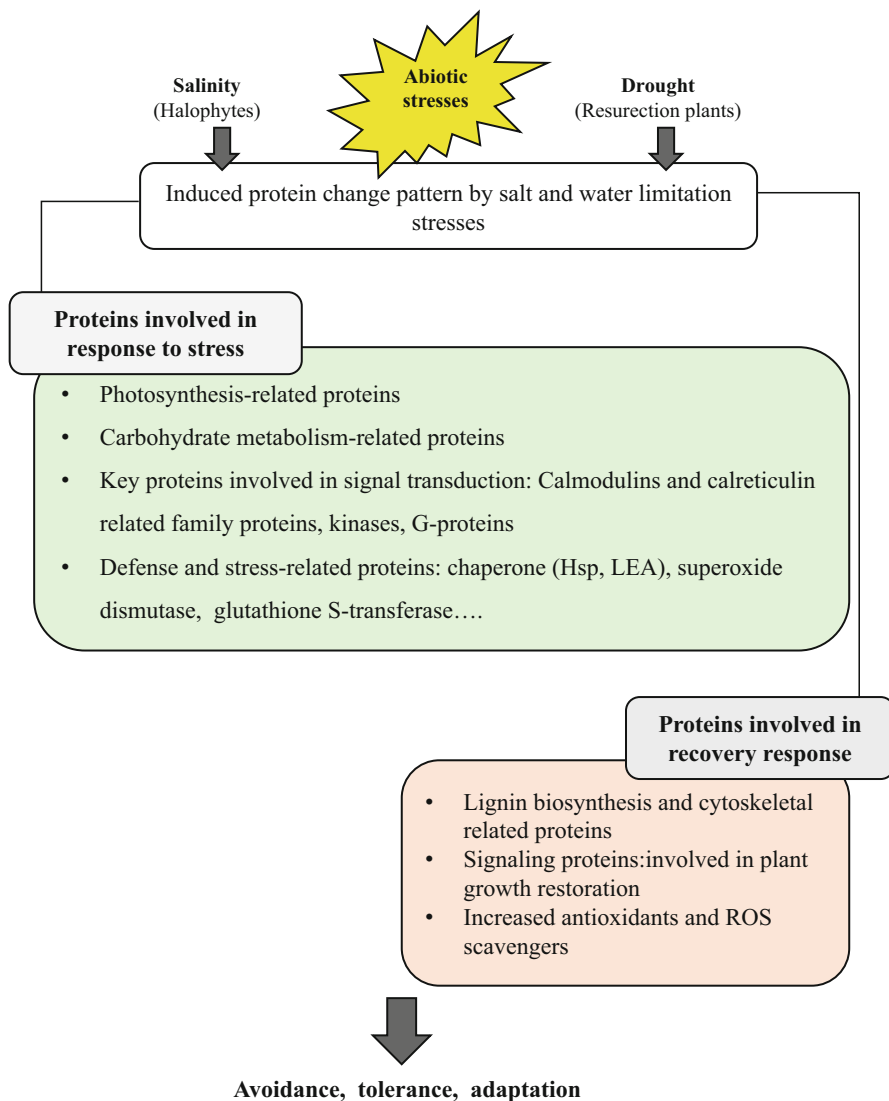 Abiotic
stresses
Salinity
(Halophytes)
Drought
(Resurection plants)
Induced protein change pattern by salt and water limitation
stresses
Proteins involved in
response to stress
• Photosynthesis-related proteins
• Carbohydrate metabolism-related proteins
• Key proteins involved in signal transduction: Calmodulins and calreticulin
related family proteins, kinases, G-proteins
• Defense and stress-related proteins: chaperone (Hsp, LEA), superoxide
dismutase, glutathione S-transferase….
Proteins involved in
recovery response
• Lignin biosynthesis and cytoskeletal
related proteins
• Signaling proteins:involved in plant
growth restoration
• Increased antioxidants and ROS
scavengers
Avoidance, tolerance, adaptation